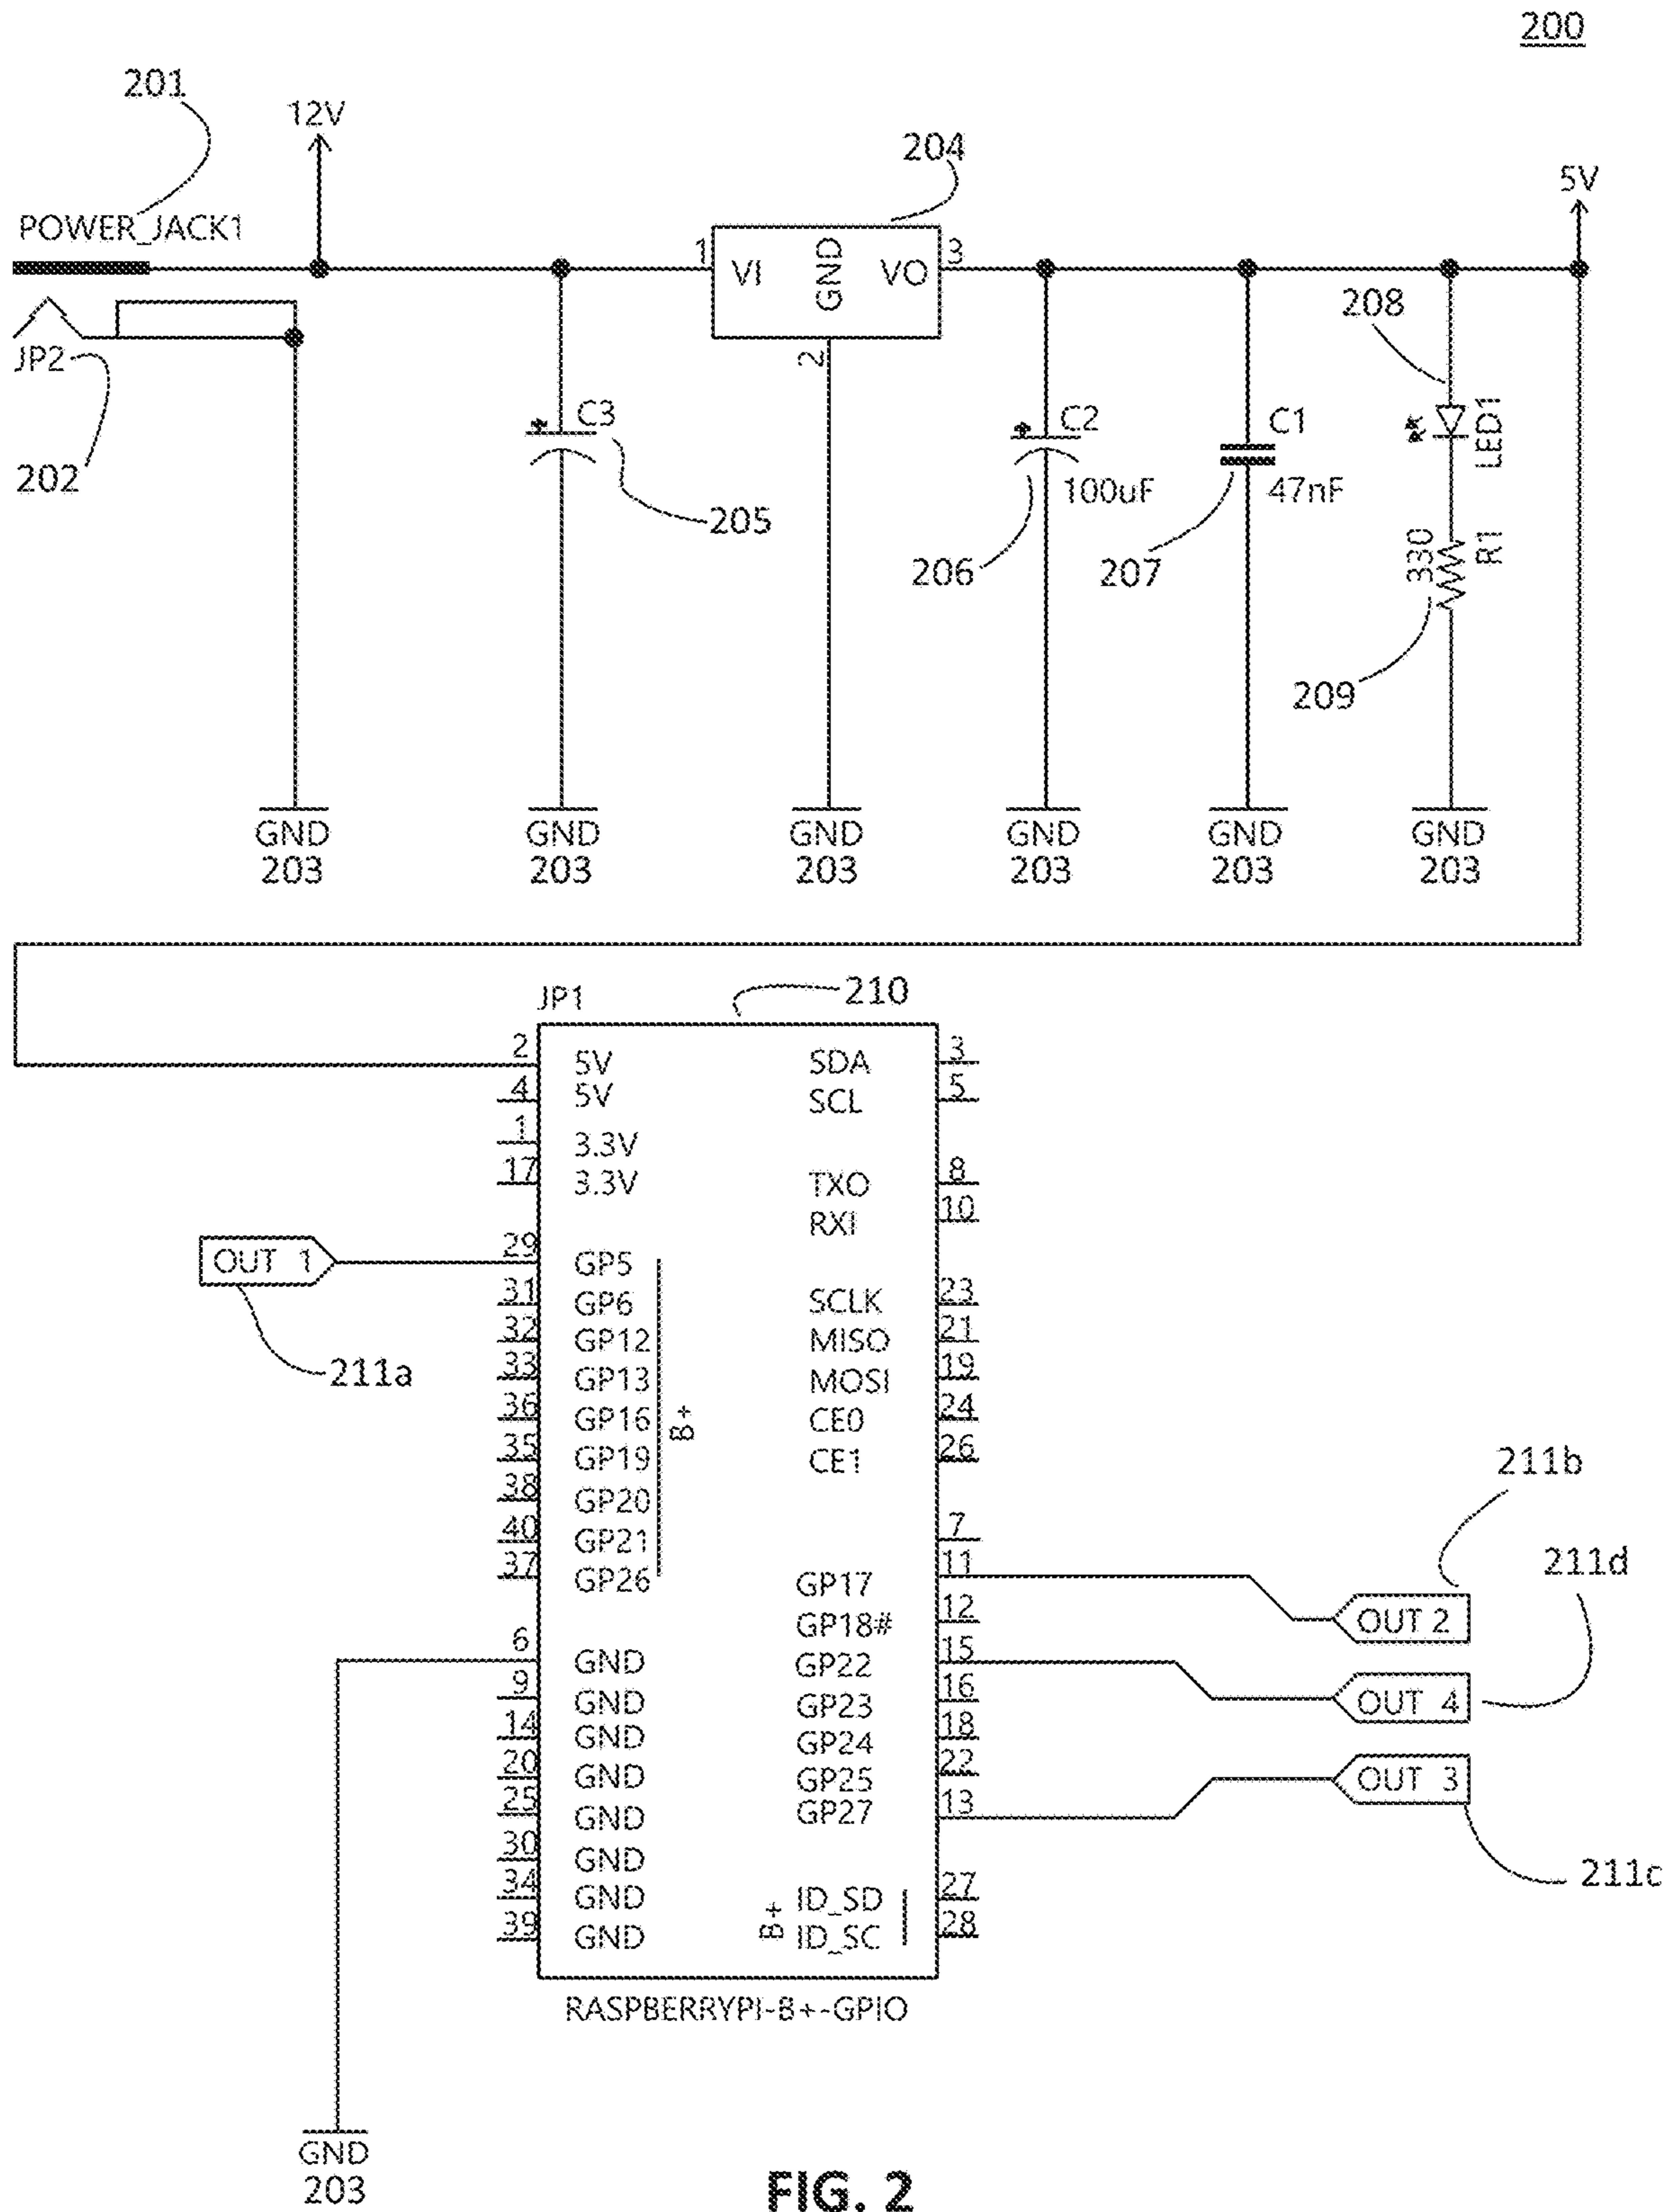 200
201
12V
204
5V
POWER_JACK1
1
VI
GND
VO
3
208
JP2
2
202
C3
205
C2
100uF
206
C1
47nF
207
LED1
330
R1
209
GND
203
GND
203
GND
203
GND
203
GND
203
GND
203
JP1
210
2 5V SDA 3
4 5V SCL 5
1 3.3V
17 3.3V TXO 8
RXI 10
OUT 1
29 GP5
31 GP6 SCLK 23
32 GP12 MISO 21
211a
33 GP13 MOSI 19
36 GP16 CE0 24
B+
35 GP19 CE1 26
38 GP20
211b
40 GP21 7
37 GP26 GP17 11
211d
GP18# 12
OUT 2
6 GND GP22 15
9 GND GP23 16
OUT 4
14 GND GP24 18
20 GND GP25 22
OUT 3
25 GND GP27 13
30 GND
211c
34 GND ID_SD 27
B+
39 GND ID_SC 28
RASPBERRYPI-B+-GPIO
GND
203
FIG. 2